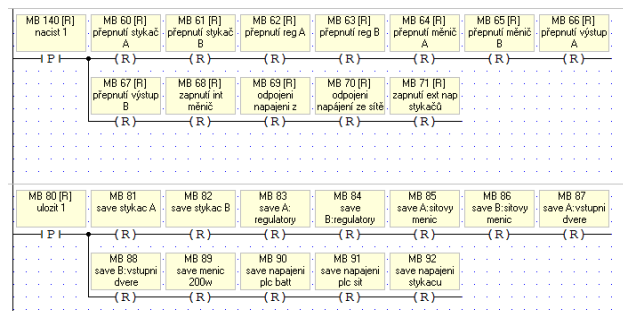 MB 140 [R] MB 60 [R] MB 61 [R] MB 62 [R] MB 63 [R] MB 64 [R] MB 65 [R] MB 66 [R]
nacist 1 přepnutí stykač přepnutí stykač přepnutí reg A přepnutí reg B přepnutí měnič přepnutí měnič přepnutí výstup
A B A B A
P R R R R R R R
MB 67 [R] MB 68 [R] MB 69 [R] MB 70 [R] MB 71 [R]
přepnutí výstup zapnutí int odpojeni odpojeni zapnutí ext nap
B měnič napajeni z napájení ze sítě stykačů
R R R R R
MB 80 [R] MB 81 MB 82 MB 83 MB 84 MB 85 MB 86 MB 87
ulozit 1 save stykac A save stykac B save A: save save A:sitovy save B:sitovy save A:vstupni
regulatory B:regulatory menic menic dvere
P R R R R R R R
MB 88 MB 89 MB 90 MB 91 MB 92
save B:vstupni save menic save napajeni save napajeni save napajeni
dvere 200w plc batt plc sit stykacu
R R R R R